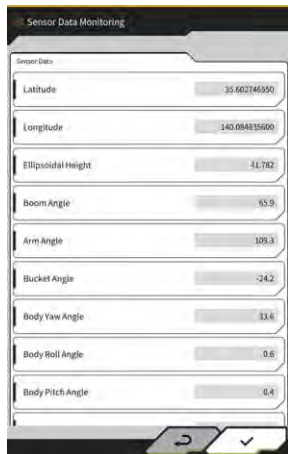 Sensor Data Monitoring
Sensor Data
Latitude
35.602746550
Longitude
140.084835600
Ellipsoidal Height
41.782
Boom Angle
65.9
Arm Angle
109.3
Bucket Angle
-24.2
Body Yaw Angle
33.6
Body Roll Angle
0.6
Body Pitch Angle
0.4